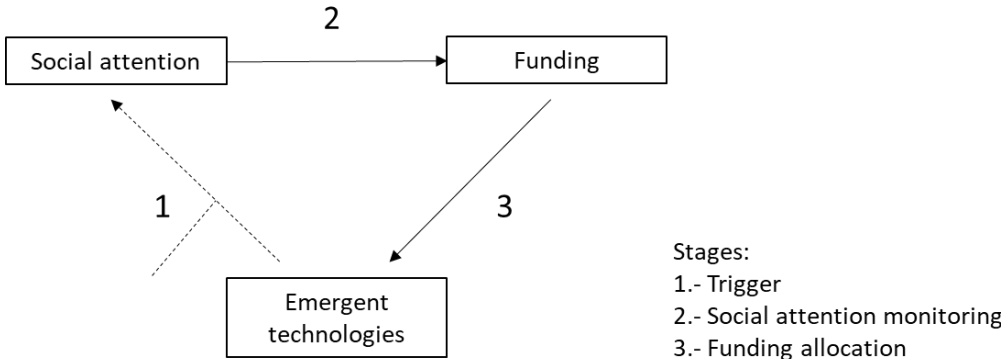 2
Social attention
Funding
1
3
Emergent
technologies
Stages:
1.- Trigger
2.- Social attention monitoring
3.- Funding allocation